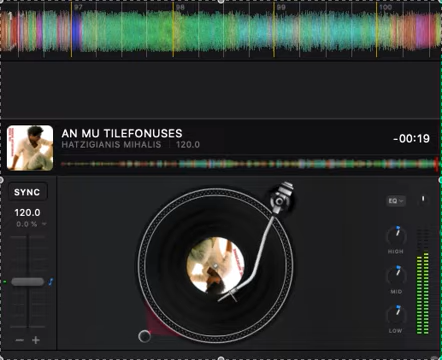 97
98
99
100
AN MU TILEFONUSES
-00:19
HATZIGIANIS MIHALIS 120.0
SYNC
120.0
0.0 %
EQ
HIGH
MID
LOW